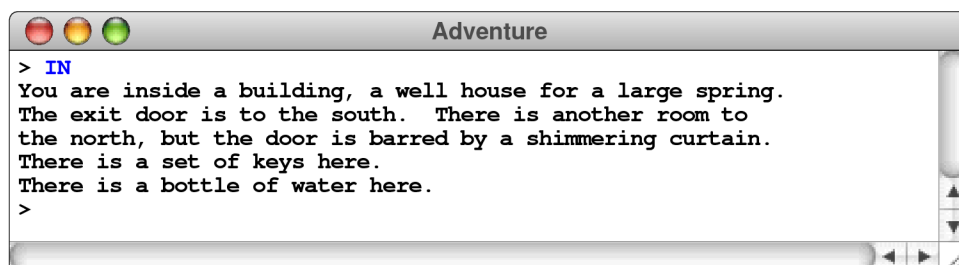 Adventure
> IN
You are inside a building, a well house for a large spring.
The exit door is to the south.  There is another room to
the north, but the door is barred by a shimmering curtain.
There is a set of keys here.
There is a bottle of water here.
>